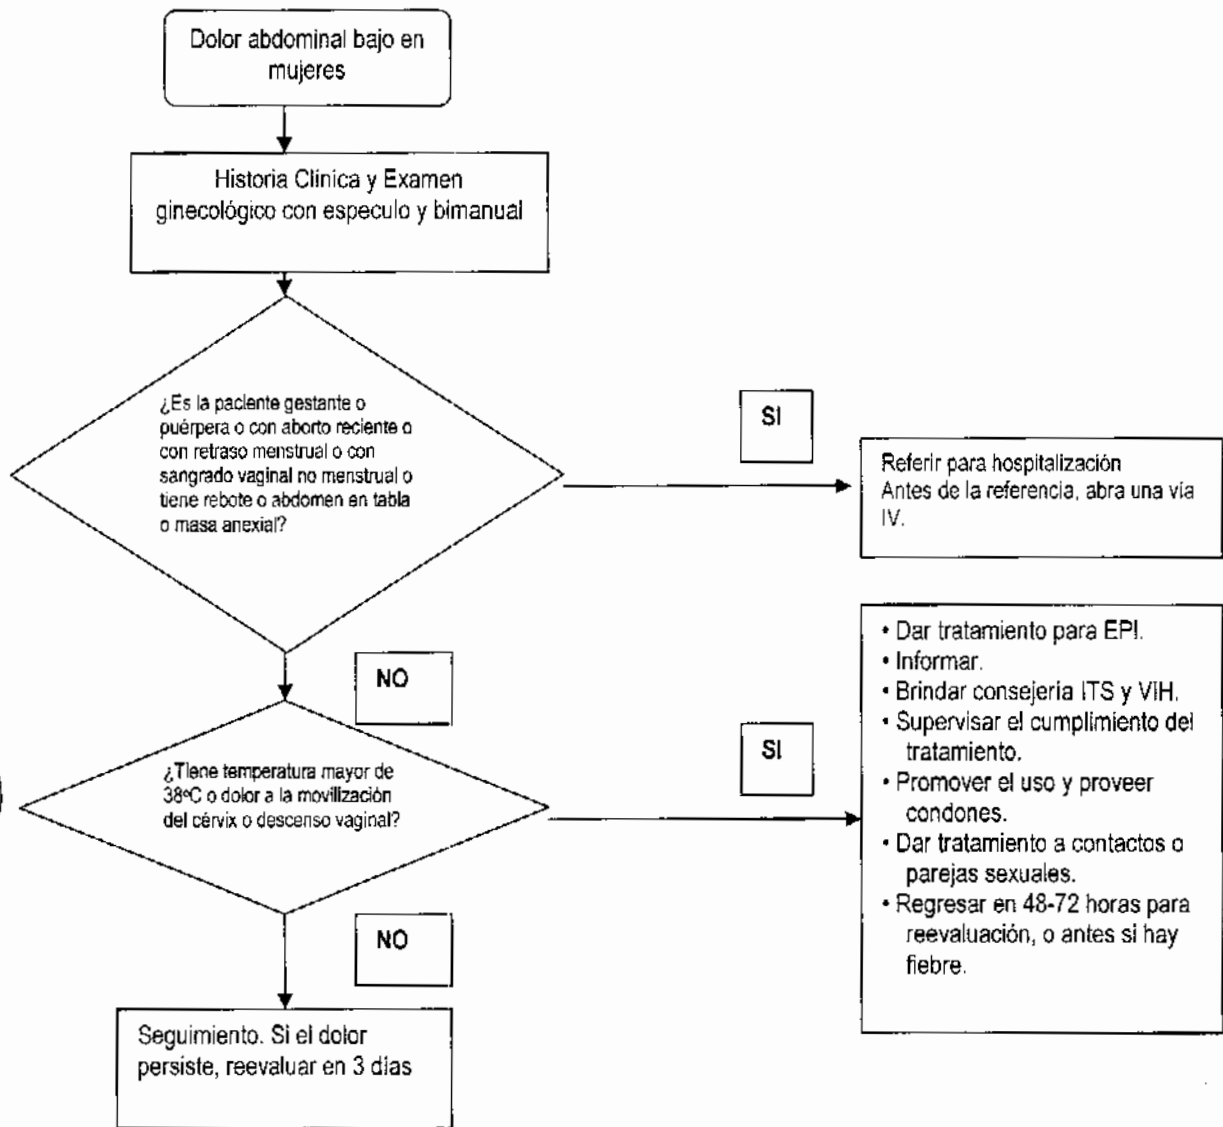 Dolor abdominal bajo en
mujeres
Historia Clínica y Examen
ginecológico con especulo y bimanual
¿Es la paciente gestante o
puérpera o con aborto reciente o
con retraso menstrual o con
sangrado vaginal no menstrual o
tiene rebote o abdomen en tabla
o masa anexial?
SI
Referir para hospitalización
Antes de la referencia, abra una vía
IV.
NO
¿Tiene temperatura mayor de
38ºC o dolor a la movilización
del cérvix o descenso vaginal?
SI
• Dar tratamiento para EPI.
• Informar.
• Brindar consejería ITS y VIH.
• Supervisar el cumplimiento del
tratamiento.
• Promover el uso y proveer
condones.
• Dar tratamiento a contactos o
parejas sexuales.
• Regresar en 48-72 horas para
reevaluación, o antes si hay
fiebre.
NO
Seguimiento. Si el dolor
persiste, reevaluar en 3 días